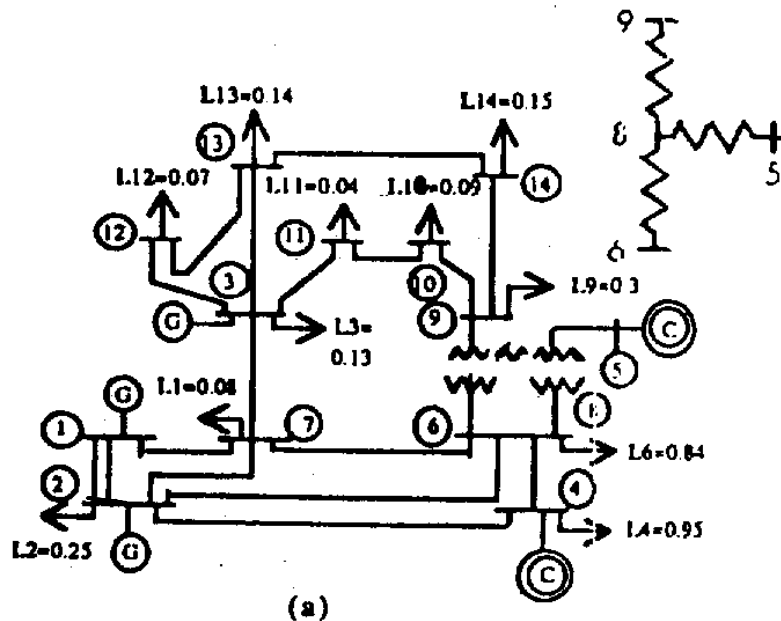 9
L13=0.14
L14=0.15
13
8
5
L12=0.07
L11=0.04
L10=0.09
14
12
11
6
3
10
9
L9=0.3
G
L3=
0.13
C
5
L1=0.08
G
1
7
6
8
L6=0.84
2
4
L2=0.25
G
L4=0.95
C
(a)